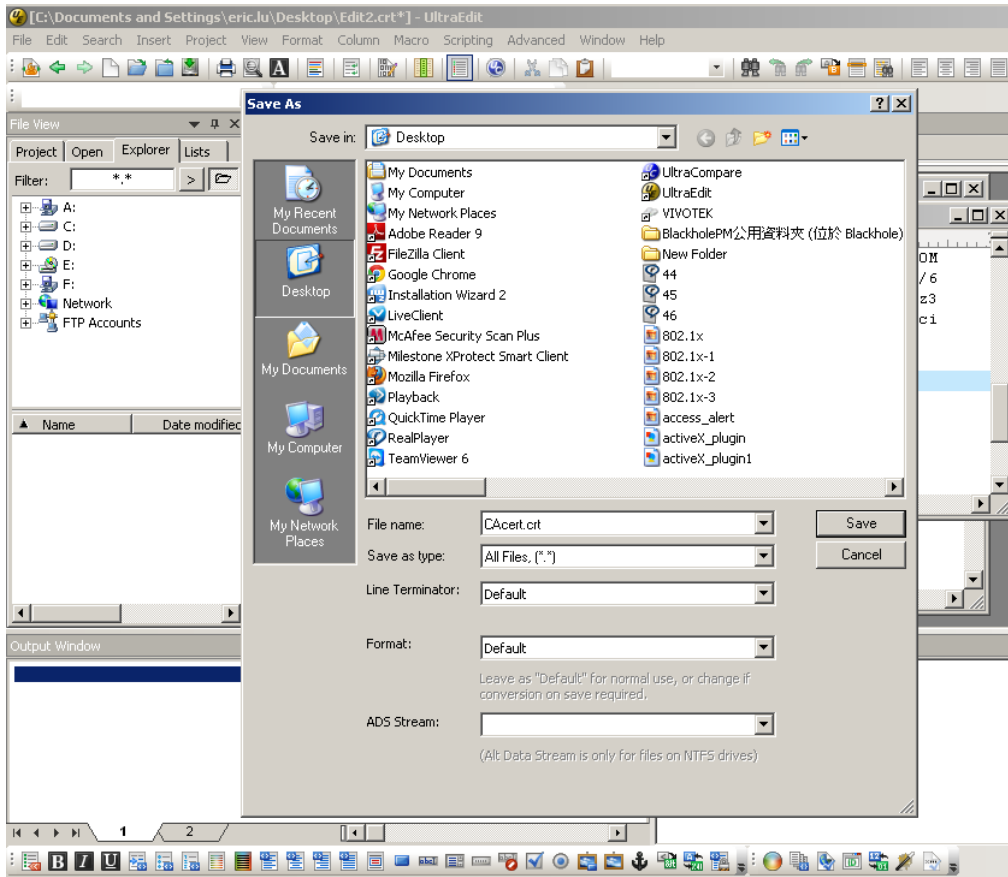 [C:\Documents and Settings\eric.lu\Desktop\Edit2.crt*] - UltraEdit
File Edit Search Insert Project View Format Column Macro Scripting Advanced Window Help
File View
Project Open Explorer Lists
Filter: *.* >
A:
C:
D:
E:
F:
Network
FTP Accounts
Name Date modified
Save As
Save in: Desktop
My Recent Documents
Desktop
My Documents
My Computer
My Network Places
My Documents
My Computer
My Network Places
Adobe Reader 9
FileZilla Client
Google Chrome
Installation Wizard 2
LiveClient
McAfee Security Scan Plus
Milestone XProtect Smart Client
Mozilla Firefox
Playback
QuickTime Player
RealPlayer
TeamViewer 6
UltraCompare
UltraEdit
VIVOTEK
BlackholePM公用資料夾 (位於 Blackhole)
New Folder
44
45
46
802.1x
802.1x-1
802.1x-2
802.1x-3
access_alert
activeX_plugin
activeX_plugin1
File name: CAcert.crt Save
Save as type: All Files, (*.*) Cancel
Line Terminator: Default
Format: Default
Leave as "Default" for normal use, or change if
conversion on save required.
ADS Stream:
(Alt Data Stream is only for files on NTFS drives)
OM
/6
z3
ci
Output Window
1 2
B I U